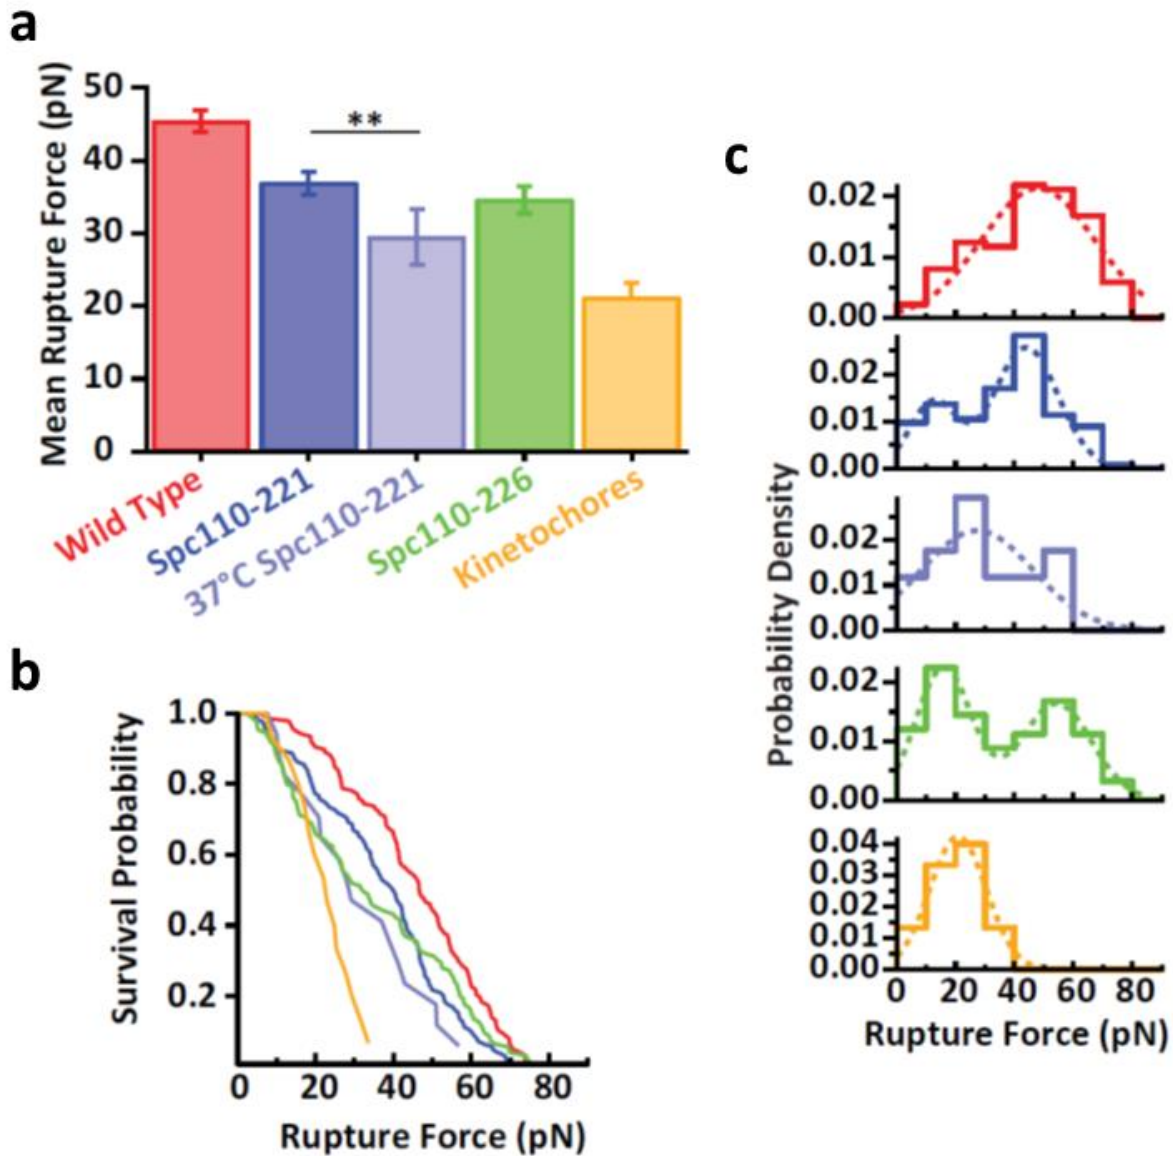 a
Mean Rupture Force (pN)
50
40
30
20
10
0
**
Wild Type
Spc110-221
37°C Spc110-221
Spc110-226
Kinetochores
b
Survival Probability
1.0
0.8
0.6
0.4
0.2
0 20 40 60 80
Rupture Force (pN)
c
Probability Density
0.02
0.01
0.00
0.02
0.01
0.00
0.02
0.01
0.00
0.02
0.01
0.00
0.04
0.03
0.02
0.01
0.00
0 20 40 60 80
Rupture Force (pN)